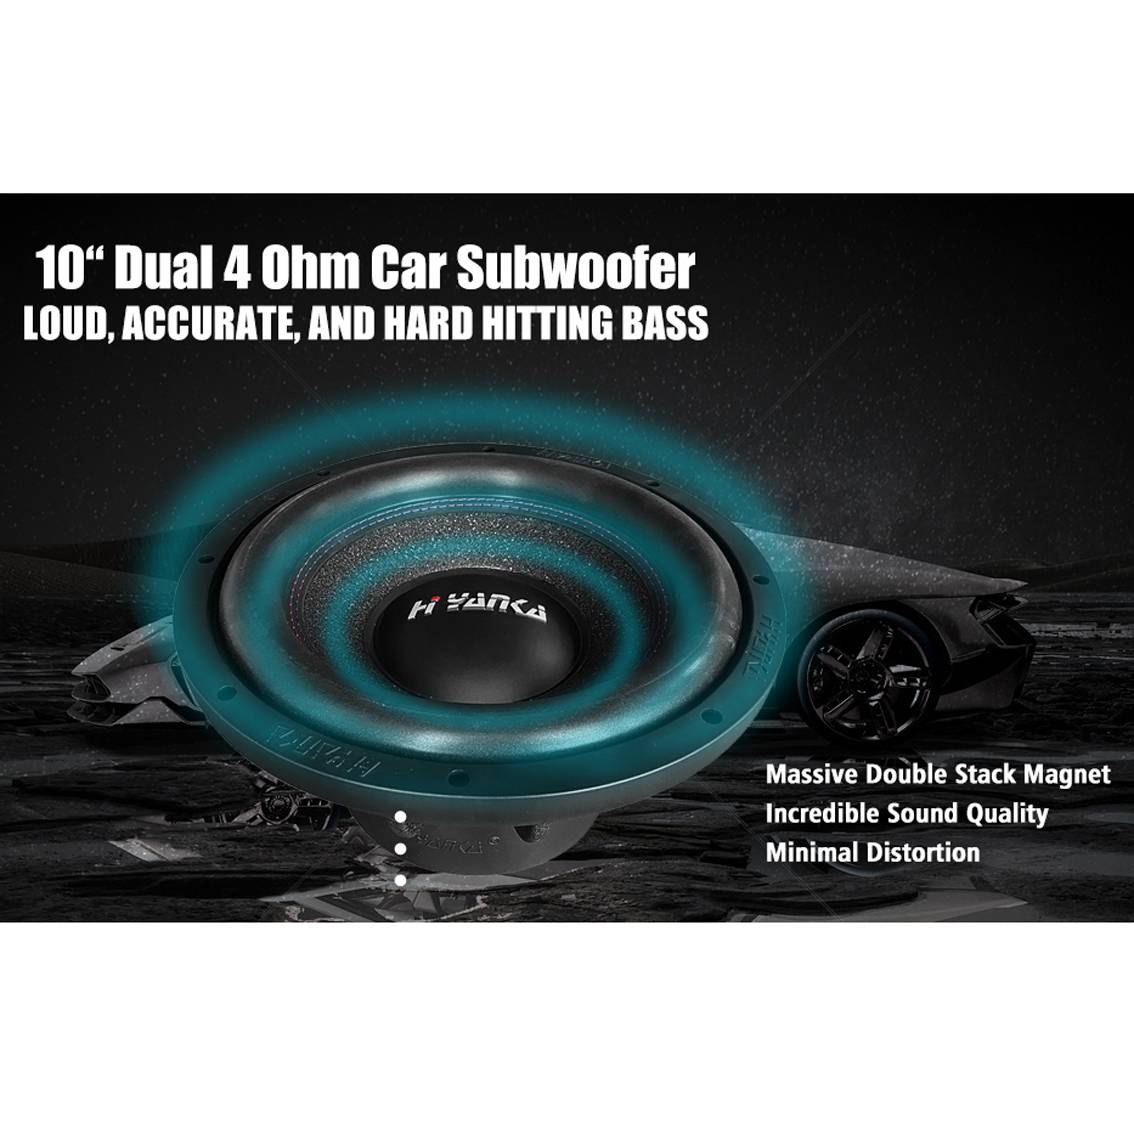 10“ Dual 4 Ohm Car Subwoofer
LOUD, ACCURATE, AND HARD HITTING BASS
Hi YANKA
Massive Double Stack Magnet
Incredible Sound Quality
Minimal Distortion